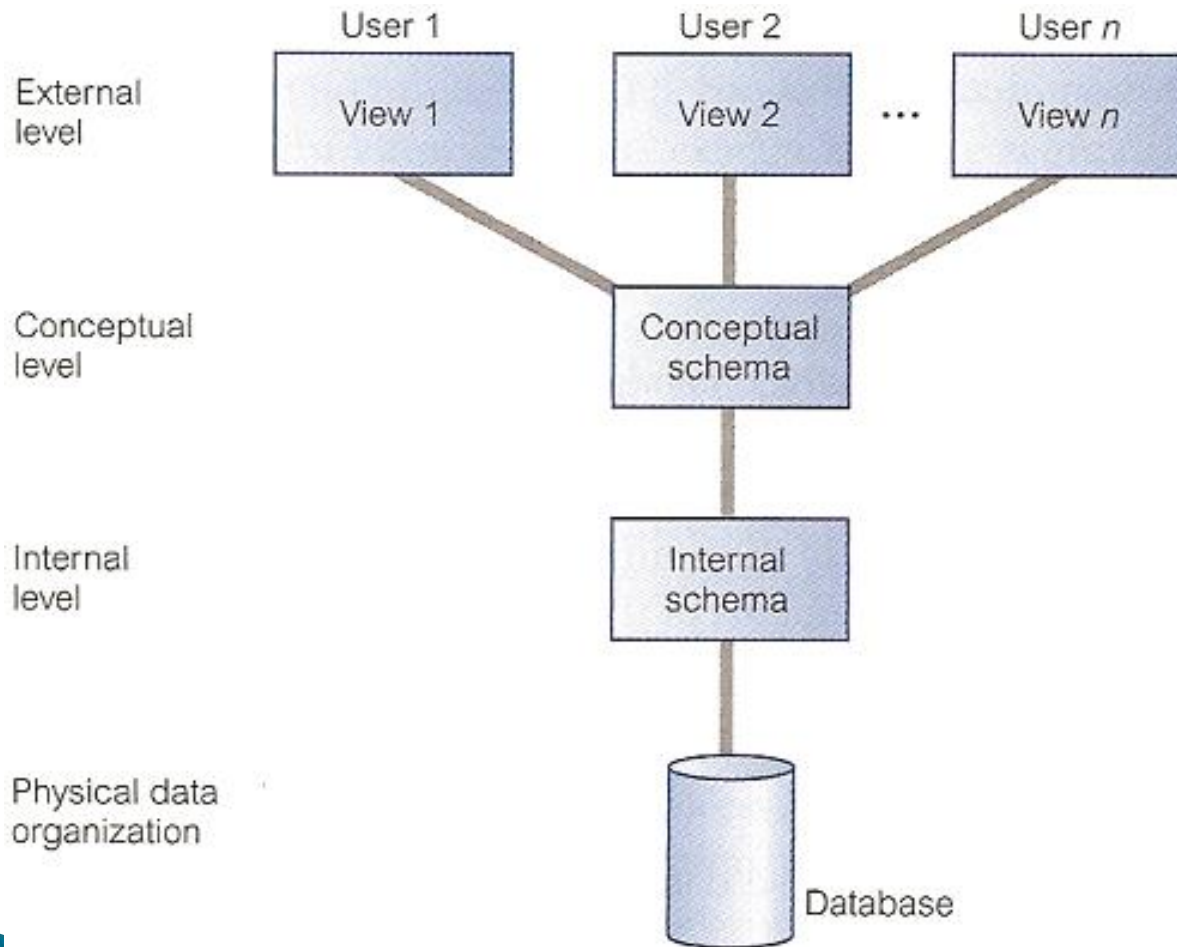 User 1
User 2
User n
External
level
View 1
View 2
...
View n
Conceptual
level
Conceptual
schema
Internal
level
Internal
schema
Physical data
organization
Database